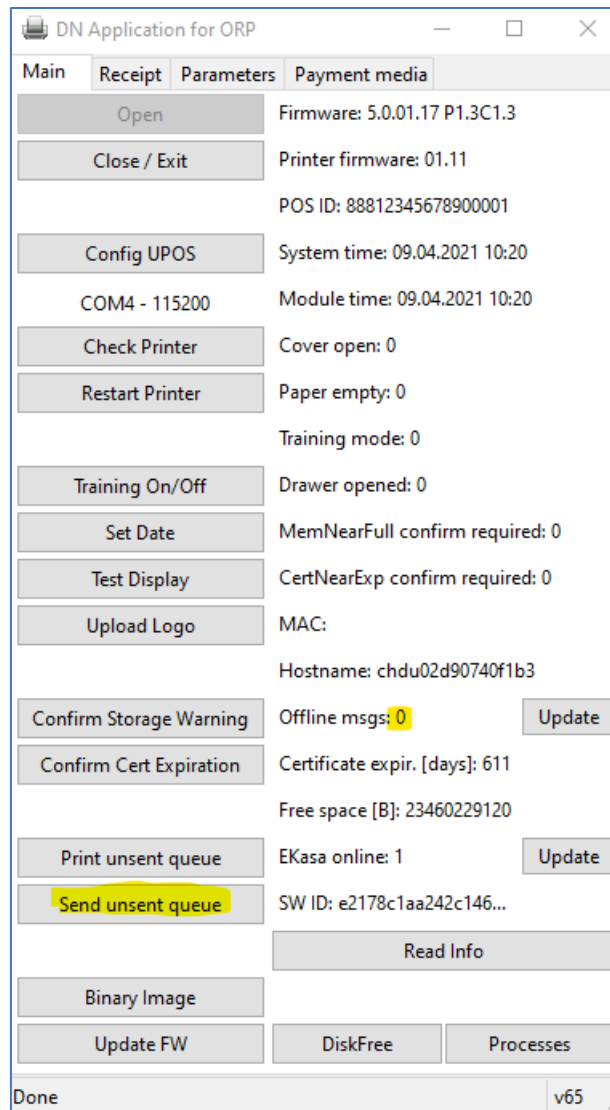 DN Application for ORP
Main Receipt Parameters Payment media
Open Firmware: 5.0.01.17 P1.3C1.3
Close / Exit Printer firmware: 01.11
POS ID: 88812345678900001
Config UPOS System time: 09.04.2021 10:20
COM4 - 115200 Module time: 09.04.2021 10:20
Check Printer Cover open: 0
Restart Printer Paper empty: 0
Training mode: 0
Training On/Off Drawer opened: 0
Set Date MemNearFull confirm required: 0
Test Display CertNearExp confirm required: 0
Upload Logo MAC:
Hostname: chdu02d90740f1b3
Confirm Storage Warning Offline msgs: 0 Update
Confirm Cert Expiration Certificate expir. [days]: 611
Free space [B]: 23460229120
Print unsent queue EKasa online: 1 Update
Send unsent queue SW ID: e2178c1aa242c146...
Read Info
Binary Image
Update FW DiskFree Processes
Done v65